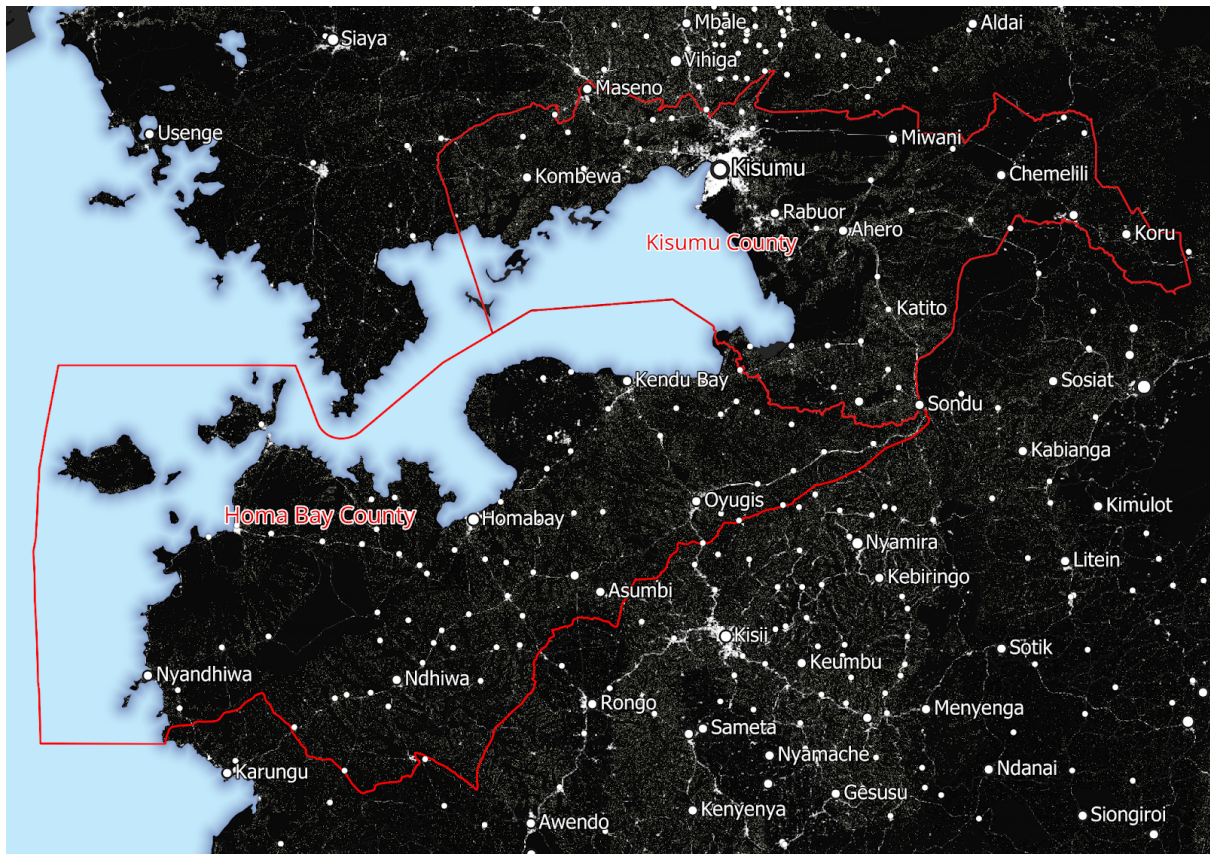 Mbale
Aldai
Siaya
Vihiga
Maseno
Usenge
Miwani
Kisumu
Kombewa
Chemelili
Rabuor
Ahero
Koru
Kisumu County
Katito
Kendu Bay
Sosiat
Sondu
Kabianga
Oyugis
Kimulot
Homa Bay County
Homabay
Nyamira
Litein
Kebiringo
Asumbi
Kisii
Sotik
Keumbu
Nyandhiwa
Ndhiwa
Rongo
Menyenga
Sameta
Nyamache
Karungu
Ndanai
Gesusu
Kenyenya
Siongiroi
Awendo